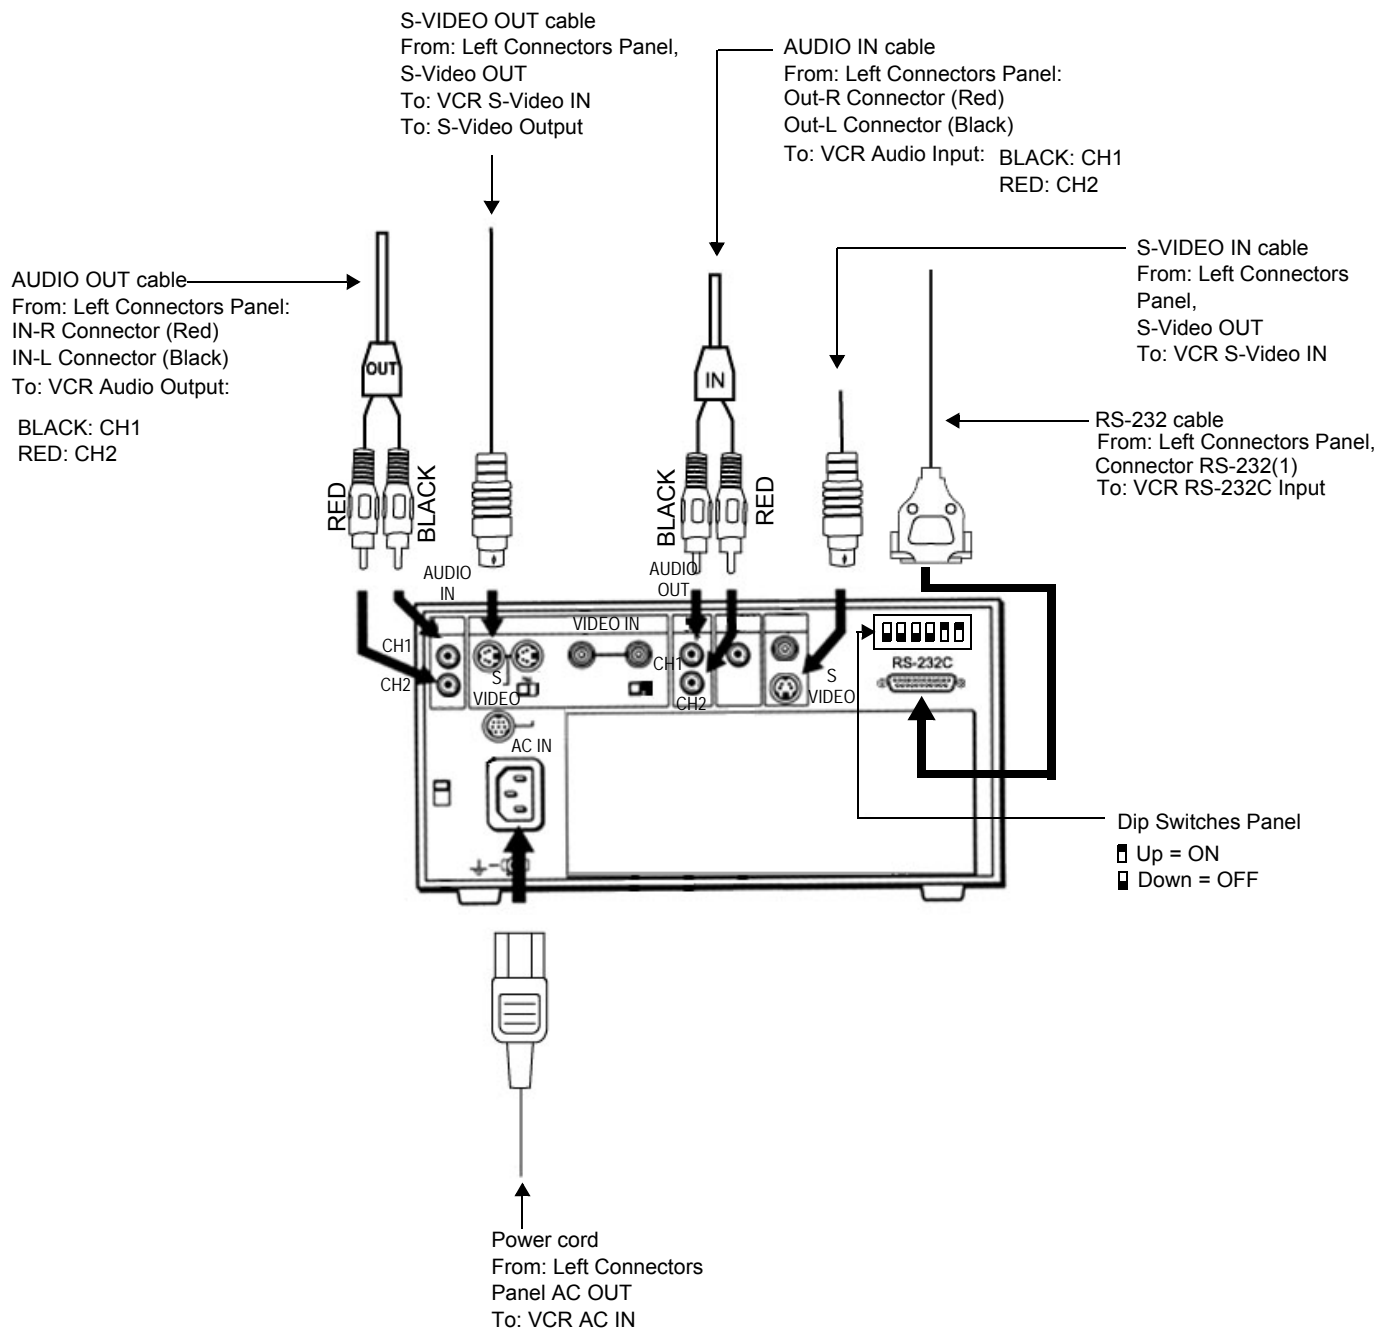 S-VIDEO OUT cable
From: Left Connectors Panel,
S-Video OUT
To: VCR S-Video IN
To: S-Video Output
AUDIO IN cable
From: Left Connectors Panel:
Out-R Connector (Red)
Out-L Connector (Black)
To: VCR Audio Input: BLACK: CH1
RED: CH2
S-VIDEO IN cable
From: Left Connectors
Panel,
S-Video OUT
To: VCR S-Video IN
AUDIO OUT cable
From: Left Connectors Panel:
IN-R Connector (Red)
IN-L Connector (Black)
To: VCR Audio Output:
BLACK: CH1
RED: CH2
RS-232 cable
From: Left Connectors Panel,
Connector RS-232(1)
To: VCR RS-232C Input
OUT
IN
RED
BLACK
BLACK
RED
AUDIO
IN
AUDIO
OUT
VIDEO IN
CH1
CH2
S
VIDEO
CH1
CH2
S
VIDEO
RS-232C
AC IN
Dip Switches Panel
Up = ON
Down = OFF
Power cord
From: Left Connectors
Panel AC OUT
To: VCR AC IN